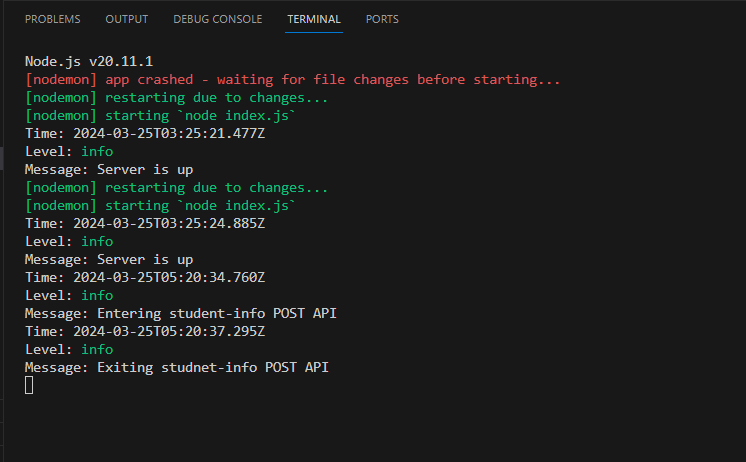 PROBLEMS OUTPUT DEBUG CONSOLE TERMINAL PORTS
Node.js v20.11.1
[nodemon] app crashed - waiting for file changes before starting...
[nodemon] restarting due to changes...
[nodemon] starting `node index.js`
Time: 2024-03-25T03:25:21.477Z
Level: info
Message: Server is up
[nodemon] restarting due to changes...
[nodemon] starting `node index.js`
Time: 2024-03-25T03:25:24.885Z
Level: info
Message: Server is up
Time: 2024-03-25T05:20:34.760Z
Level: info
Message: Entering student-info POST API
Time: 2024-03-25T05:20:37.295Z
Level: info
Message: Exiting studnet-info POST API